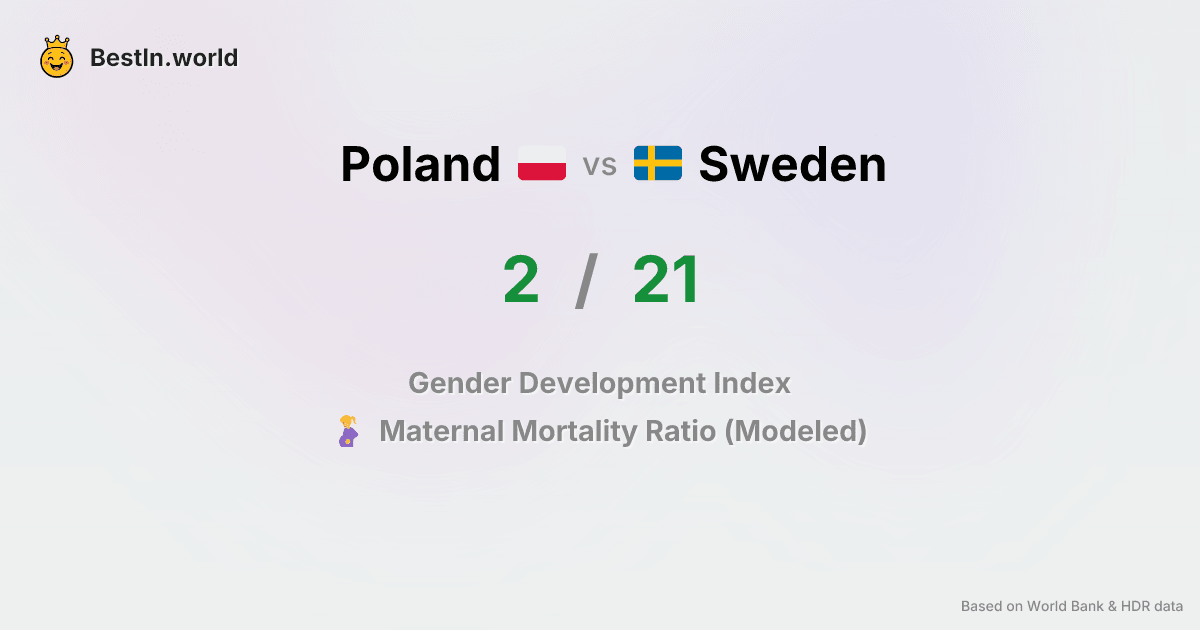 BestIn.world
Poland vs Sweden
2 / 21
Gender Development Index
Maternal Mortality Ratio (Modeled)
Based on World Bank & HDR data